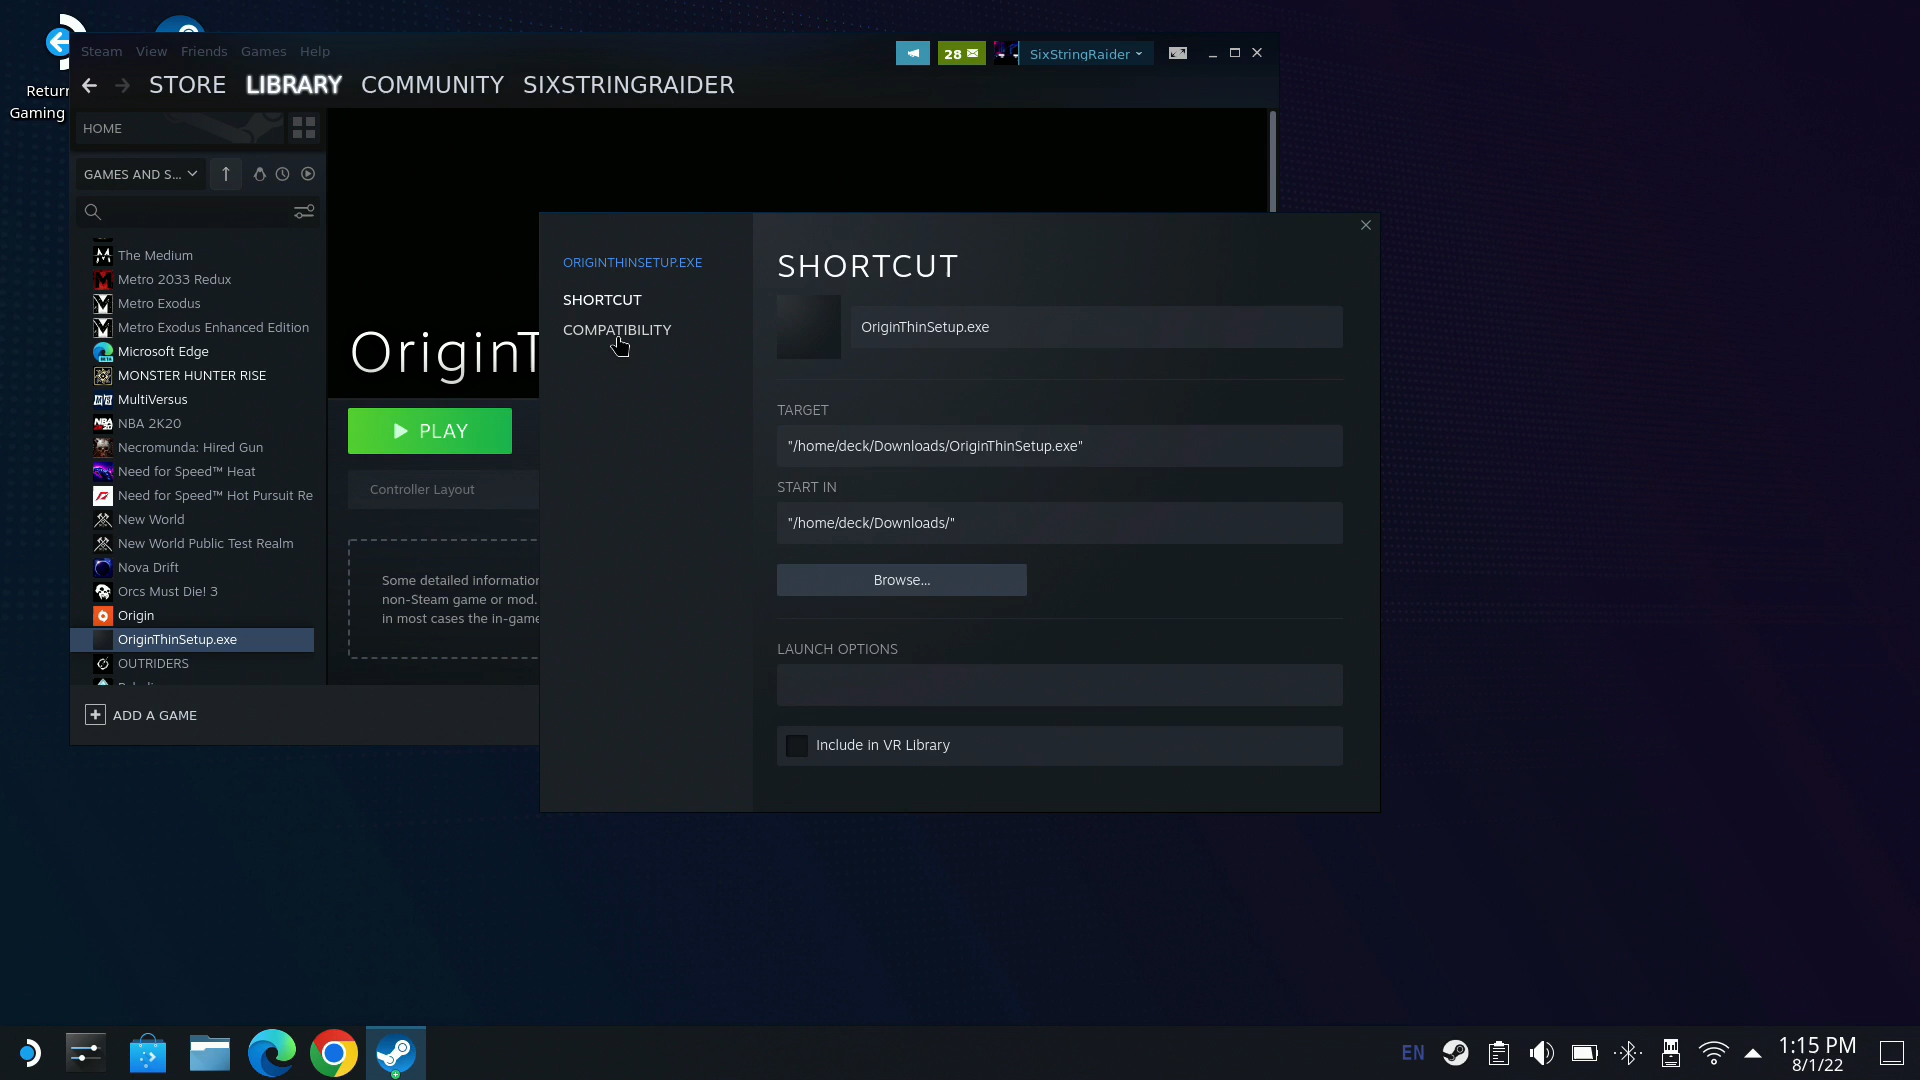 Return
Gaming
Steam View Friends Games Help
28 SixStringRaider
STORE LIBRARY COMMUNITY SIXSTRINGRAIDER
HOME
GAMES AND S...
The Medium
Metro 2033 Redux
Metro Exodus
Metro Exodus Enhanced Edition
Microsoft Edge
MONSTER HUNTER RISE
MultiVersus
NBA 2K20
Necromunda: Hired Gun
Need for Speed™ Heat
Need for Speed™ Hot Pursuit Re
New World
New World Public Test Realm
Nova Drift
Orcs Must Die! 3
Origin
OriginThinSetup.exe
OUTRIDERS
ADD A GAME
OriginT
PLAY
Controller Layout
Some detailed information
non-Steam game or mod.
in most cases the in-game
ORIGINTHINSETUP.EXE
SHORTCUT
COMPATIBILITY
SHORTCUT
OriginThinSetup.exe
TARGET
"/home/deck/Downloads/OriginThinSetup.exe"
START IN
"/home/deck/Downloads/"
Browse...
LAUNCH OPTIONS
Include in VR Library
EN
1:15 PM
8/1/22